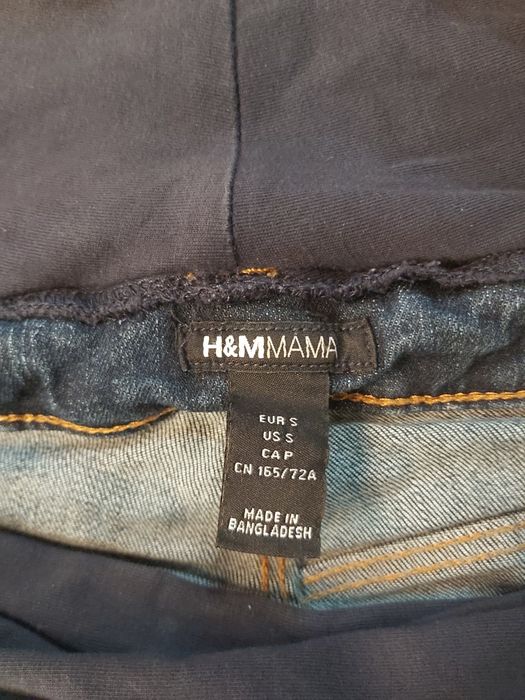 H&MMAMA
EUR S
US S
CA P
CN 165/72A
MADE IN
BANGLADESH